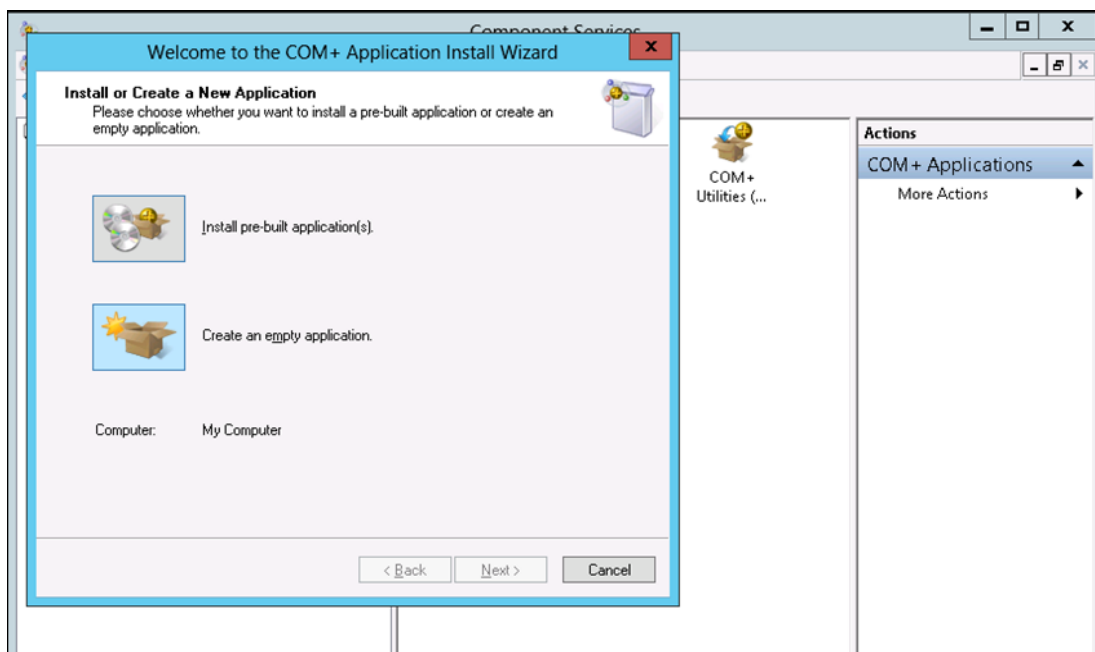 Component Services
Welcome to the COM+ Application Install Wizard
Install or Create a New Application
Please choose whether you want to install a pre-built application or create an
empty application.
Install pre-built application(s).
Create an empty application.
Computer: My Computer
< Back Next > Cancel
COM+
Utilities (...
Actions
COM+ Applications
More Actions